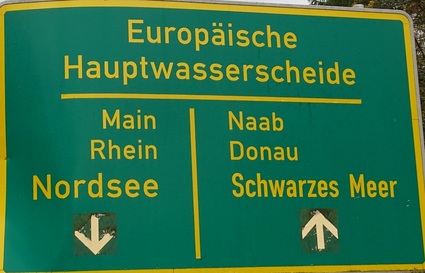 Europäische
Hauptwasserscheide
Main
Rhein
Nordsee
Naab
Donau
Schwarzes Meer